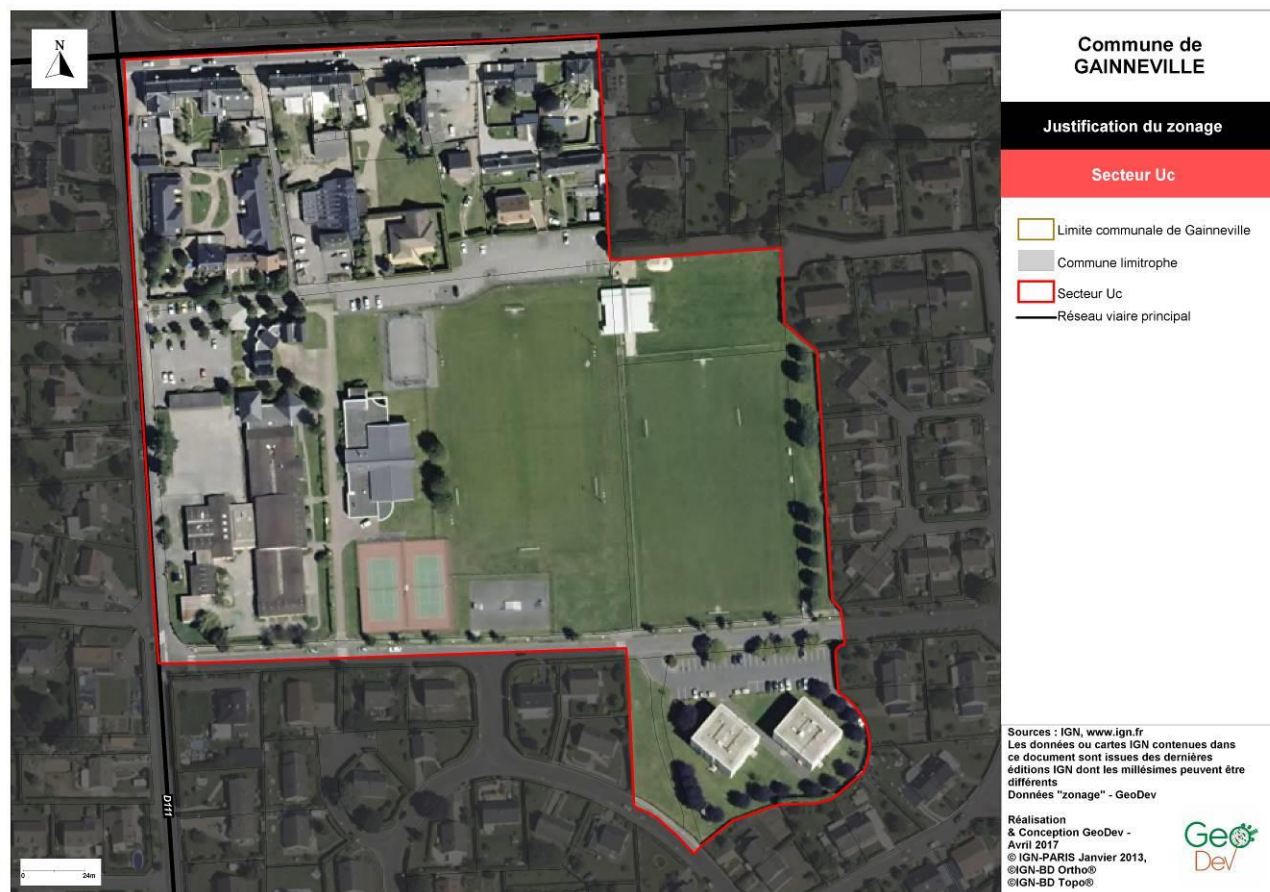 N
Commune de
GAINNEVILLE
Justification du zonage
Secteur Uc
Limite communale de Gainneville
Commune limitrophe
Secteur Uc
Réseau viaire principal
D111
0 24m
Sources : IGN, www.ign.fr
Les données ou cartes IGN contenues dans
ce document sont issues des dernières
éditions IGN dont les millésimes peuvent être
différents
Données "zonage" - GeoDev
Réalisation
& Conception GeoDev -
Avril 2017
© IGN-PARIS Janvier 2013,
©IGN-BD Ortho®
©IGN-BD Topo®
Geo
Dev